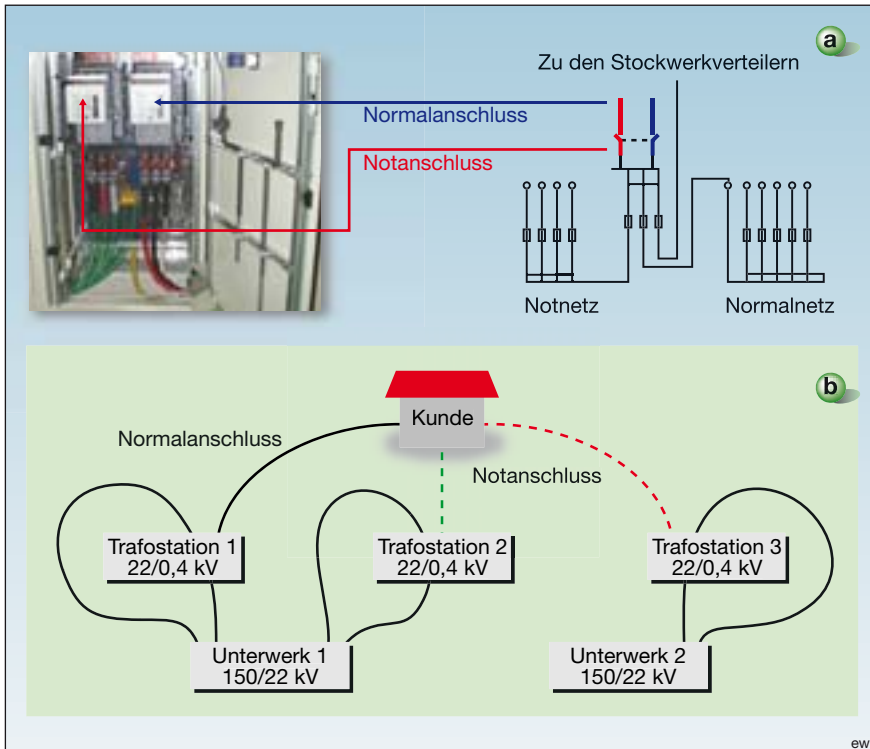 a
Zu den Stockwerkverteilern
Normalanschluss
Notanschluss
Notnetz
Normalnetz
b
Kunde
Normalanschluss
Notanschluss
Trafostation 1
22/0,4 kV
Trafostation 2
22/0,4 kV
Trafostation 3
22/0,4 kV
Unterwerk 1
150/22 kV
Unterwerk 2
150/22 kV
ew